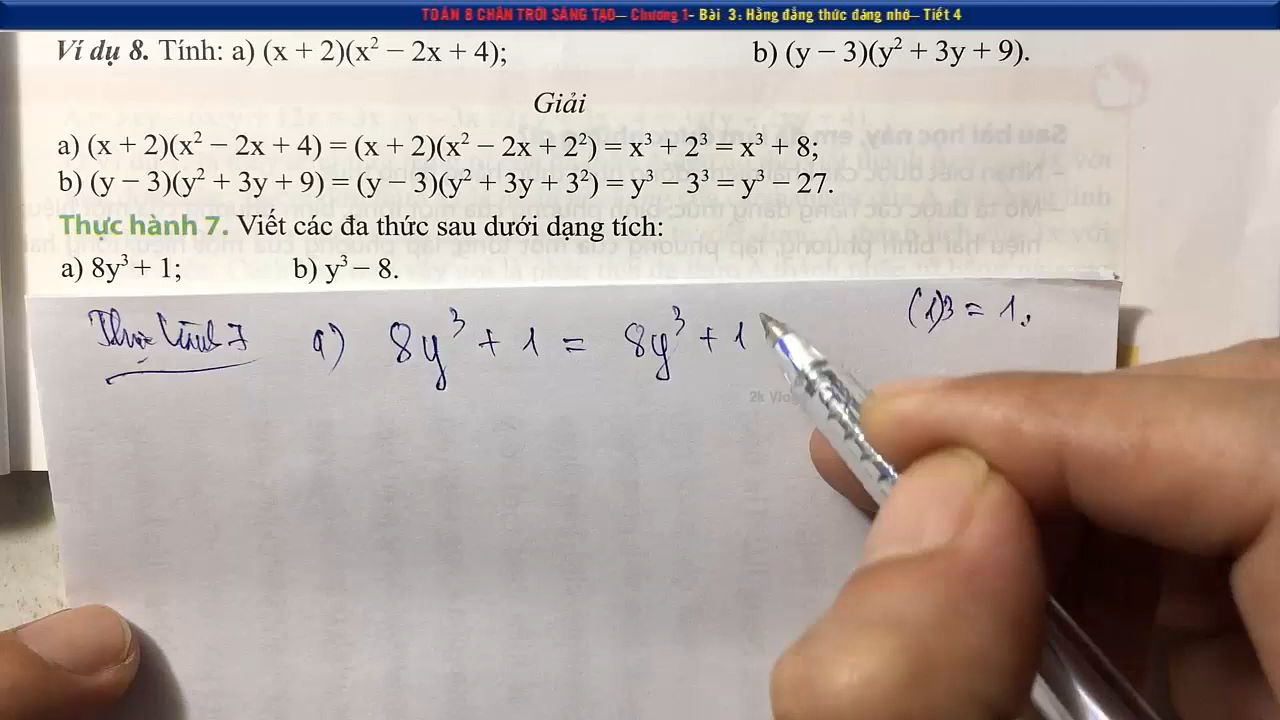 TOÁN 8 CHÂN TRỜI SÁNG TẠO– Chương 1- Bài 3: Hằng đẳng thức đáng nhớ– Tiết 4
Ví dụ 8. Tính: a) (x + 2)(x² − 2x + 4); b) (y − 3)(y² + 3y + 9).
Giải
a) (x + 2)(x² − 2x + 4) = (x + 2)(x² − 2x + 2²) = x³ + 2³ = x³ + 8;
b) (y − 3)(y² + 3y + 9) = (y − 3)(y² + 3y + 3²) = y³ − 3³ = y³ − 27.
Thực hành 7. Viết các đa thức sau dưới dạng tích:
a) 8y³ + 1; b) y³ − 8.
(1)3 = 1,
Thực hành 7 a) 8y³ + 1 = 8y³ + 1
2k Vlog